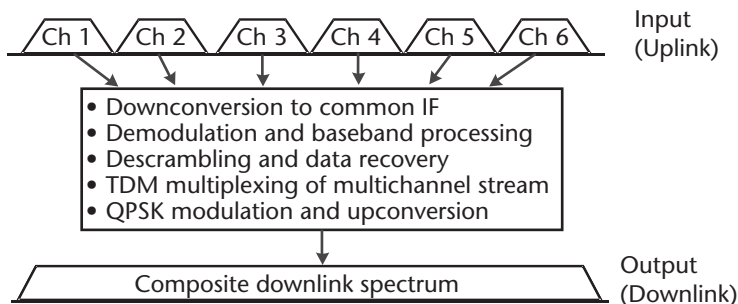 Ch 1 Ch 2 Ch 3 Ch 4 Ch 5 Ch 6
Input
(Uplink)
• Downconversion to common IF
• Demodulation and baseband processing
• Descrambling and data recovery
• TDM multiplexing of multichannel stream
• QPSK modulation and upconversion
Composite downlink spectrum
Output
(Downlink)